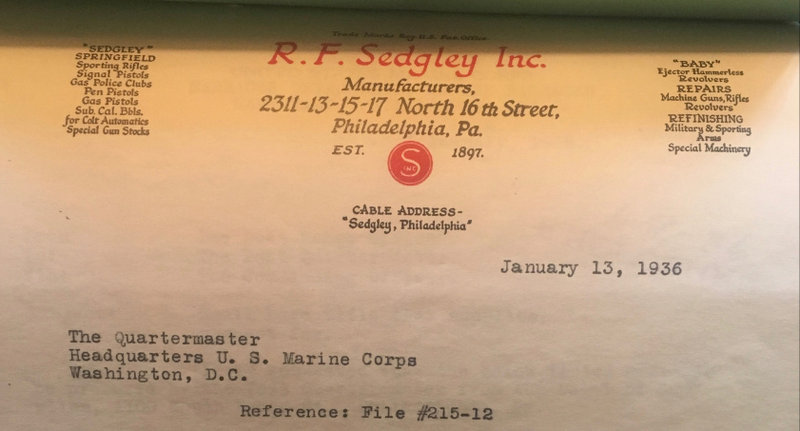 Trade Marks Reg. U.S. Pat. Office
R. F. Sedgley Inc.
Manufacturers,
2311-13-15-17 North 16th Street,
Philadelphia, Pa.
EST. S INC 1897.
CABLE ADDRESS-
"Sedgley, Philadelphia"
"SEDGLEY"
SPRINGFIELD
Sporting Rifles
Signal Pistols
Gas Police Clubs
Pen Pistols
Gas Pistols
Sub. Cal. Bbls.
for Colt Automatics
Special Gun Stocks
"BABY"
Ejector Hammerless
Revolvers
REPAIRS
Machine Guns, Rifles
Revolvers
REFINISHING
Military & Sporting
Arms
Special Machinery
January 13, 1936
The Quartermaster
Headquarters U. S. Marine Corps
Washington, D.C.
Reference: File #215-12